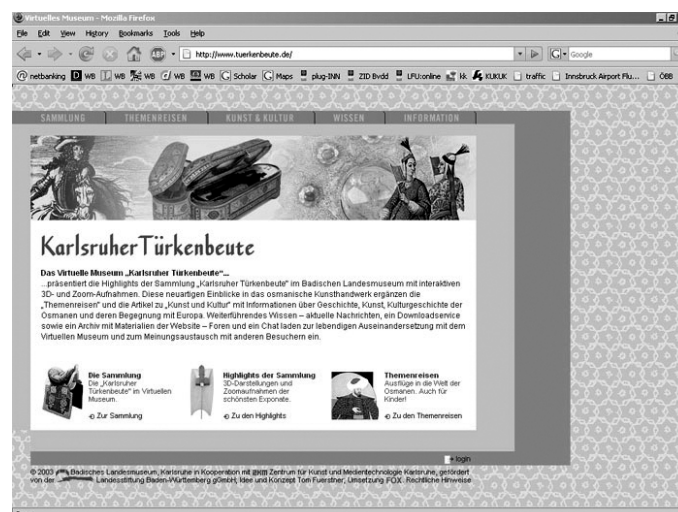 Virtuelles Museum - Mozilla Firefox
File Edit View History Bookmarks Tools Help
http://www.tuerkenbeute.de/
Google
netbanking WB WB WB WB WB Scholar Maps plug-INN ZID Bvdd LFU:online kk KUKUK traffic Innsbruck Airport Flu... ÖBB
SAMMLUNG THEMENREISEN KUNST & KULTUR WISSEN INFORMATION
Karlsruher Türkenbeute
Das Virtuelle Museum „Karlsruher Türkenbeute"...
...präsentiert die Highlights der Sammlung „Karlsruher Türkenbeute" im Badischen Landesmuseum mit interaktiven
3D- und Zoom-Aufnahmen. Diese neuartigen Einblicke in das osmanische Kunsthandwerk ergänzen die
„Themenreisen" und die Artikel zu „Kunst und Kultur" mit Informationen über Geschichte, Kunst, Kulturgeschichte der
Osmanen und deren Begegnung mit Europa. Weiterführendes Wissen – aktuelle Nachrichten, ein Downloadservice
sowie ein Archiv mit Materialien der Website – Foren und ein Chat laden zur lebendigen Auseinandersetzung mit dem
Virtuellen Museum und zum Meinungsaustausch mit anderen Besuchern ein.
Die Sammlung
Die „Karlsruher
Türkenbeute" im Virtuellen
Museum.
Zur Sammlung
Highlights der Sammlung
3D-Darstellungen und
Zoomaufnahmen der
schönsten Exponate.
Zu den Highlights
Themenreisen
Ausflüge in die Welt der
Osmanen. Auch für
Kinder!
Zu den Themenreisen
login
© 2003 Badisches Landesmuseum, Karlsruhe in Kooperation mit zkm Zentrum für Kunst und Medientechnologie Karlsruhe, gefördert
von der Landesstiftung Baden-Württemberg gGmbH, Idee und Konzept Tom Fuerstner, Umsetzung FOX. Rechtliche Hinweise